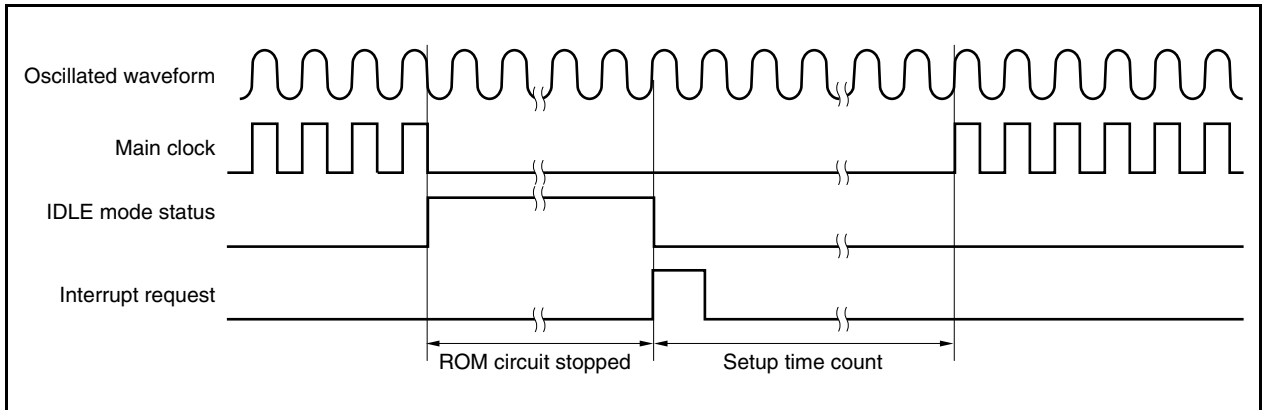 Oscillated waveform
Main clock
IDLE mode status
Interrupt request
ROM circuit stopped
Setup time count